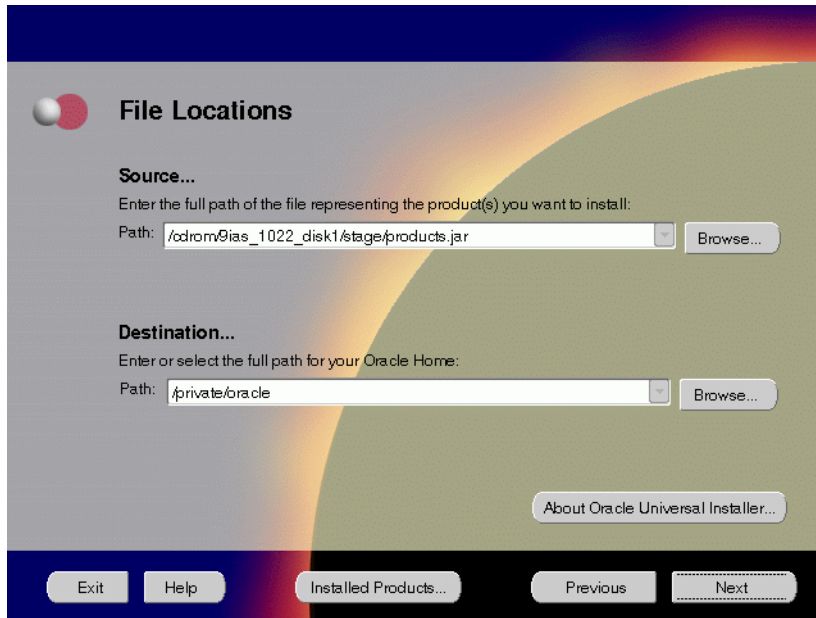 File Locations
Source...
Enter the full path of the file representing the product(s) you want to install:
Path: /cdrom/9ias_1022_disk1/stage/products.jar Browse...
Destination...
Enter or select the full path for your Oracle Home:
Path: /private/oracle Browse...
About Oracle Universal Installer...
Exit Help Installed Products... Previous Next